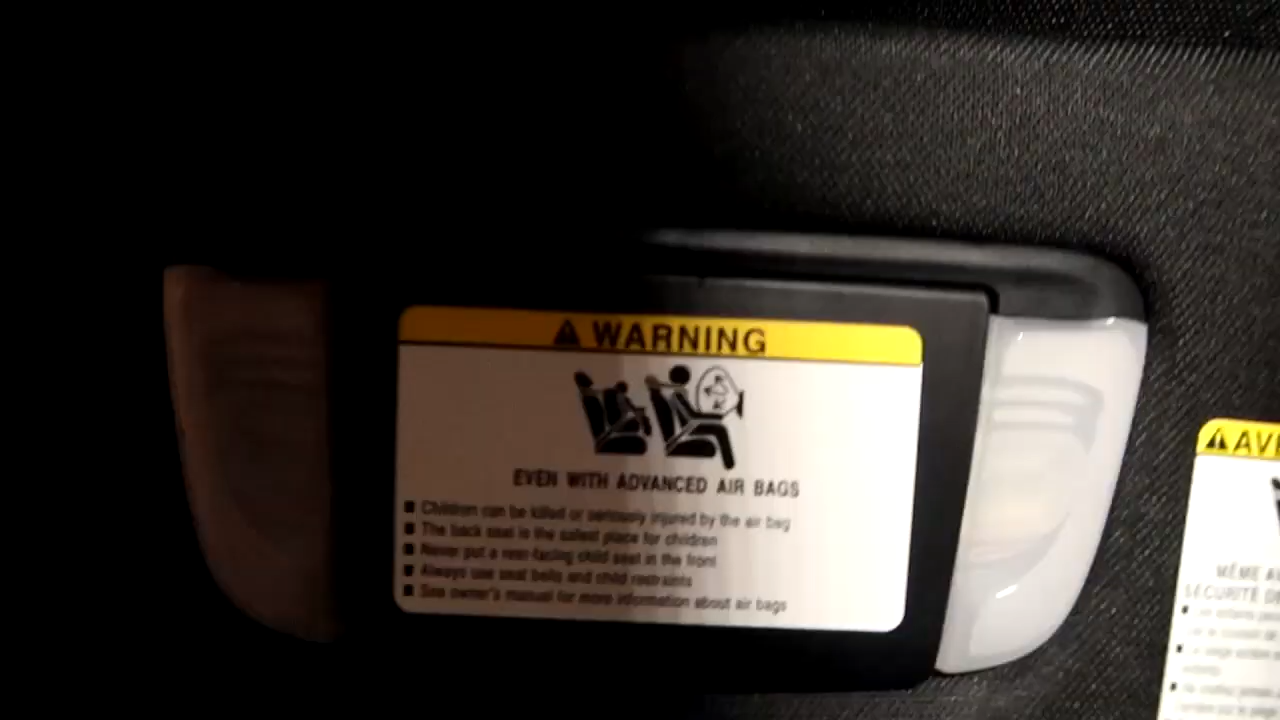 WARNING
EVEN WITH ADVANCED AIR BAGS
Children can be killed or seriously injured by the air bag
The back seat is the safest place for children
Never put a rear-facing child seat in the front
Always use seat belts and child restraints
See owner's manual for more information about air bags
AVE
MÊME A
SÉCURITÉ DE